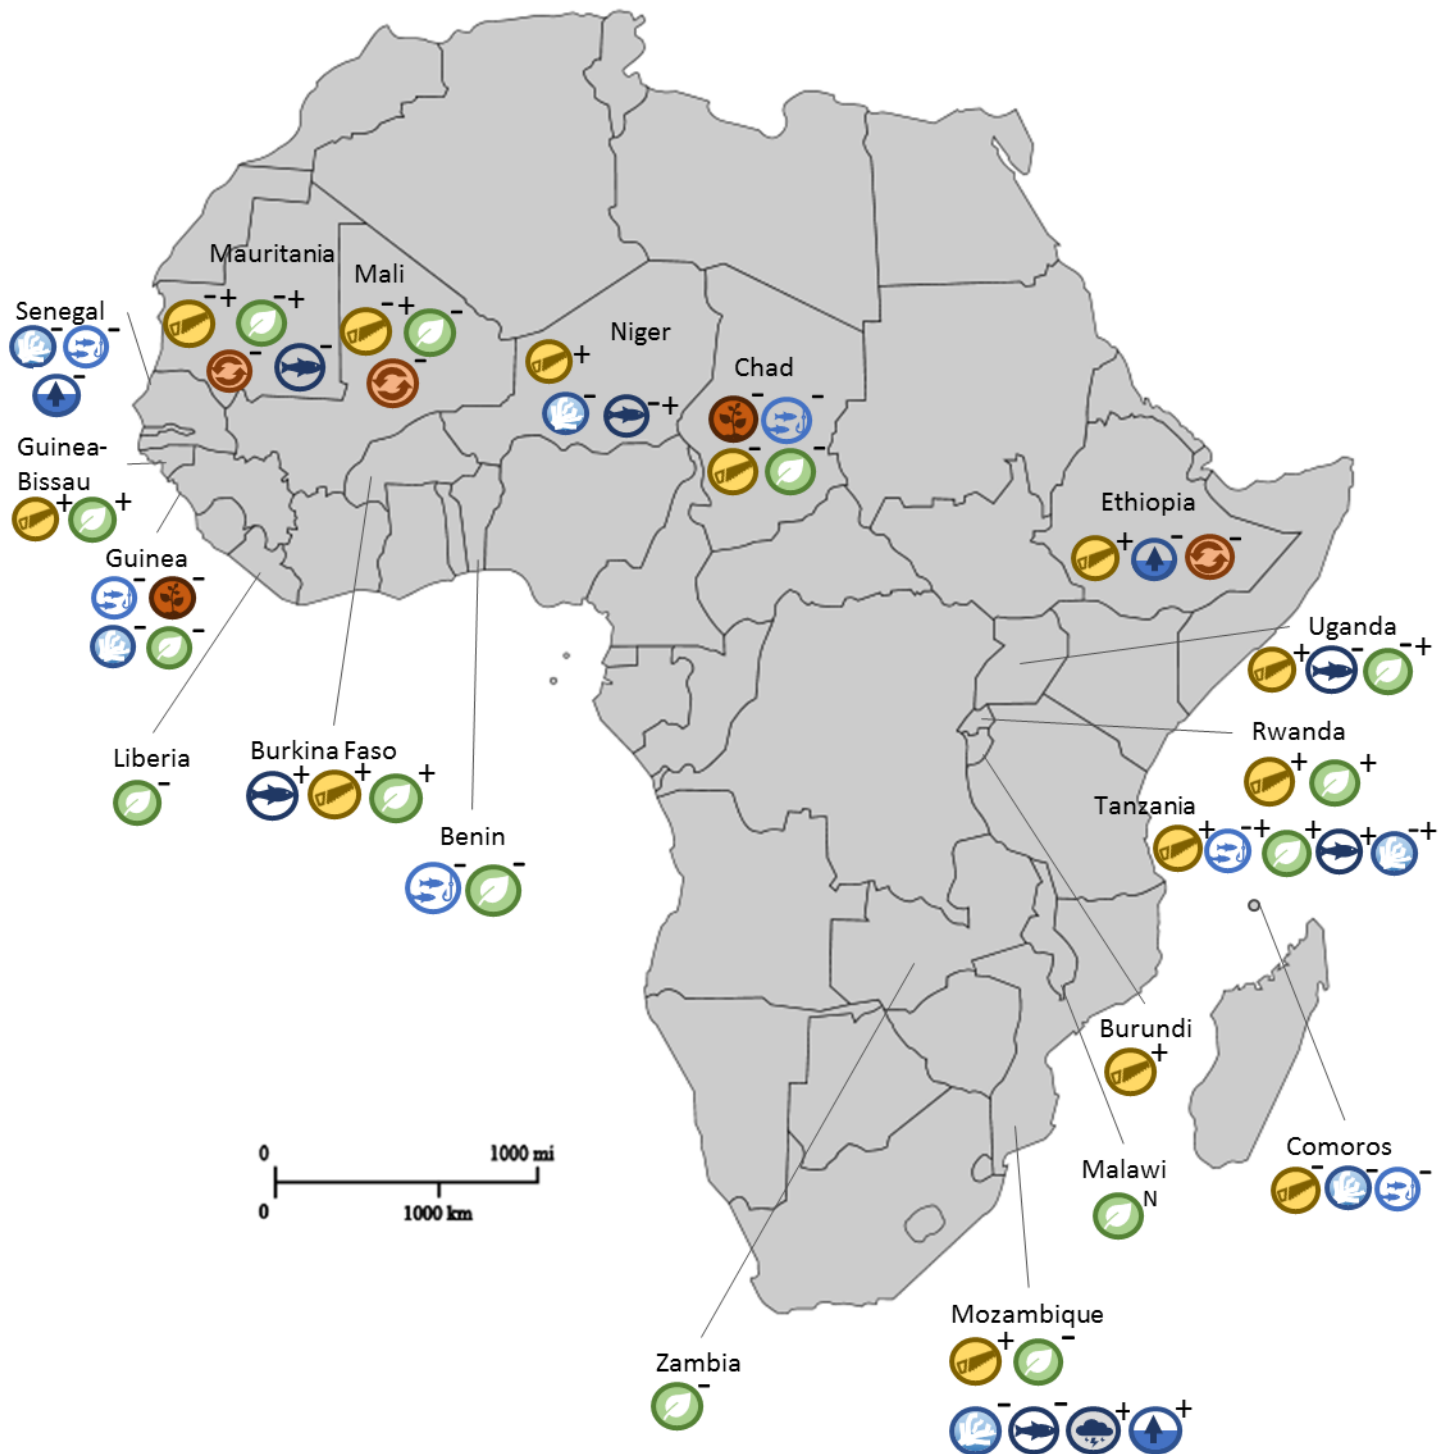 Mauritania
- +
- +
-
-
Mali
- +
-
-
Senegal
-
-
-
Niger
+
-
- +
Chad
-
-
-
-
Guinea-
Bissau
+
+
Ethiopia
+
-
-
Guinea
-
-
-
-
Uganda
+
-
- +
Rwanda
+
+
Liberia
-
Burkina Faso
+
+
+
Tanzania
+
-+
+
+
-+
Benin
-
-
Burundi
+
Malawi
N
Comoros
-
-
-
0
1000 mi
0
1000 km
Mozambique
+
-
-
-
+
+
Zambia
-